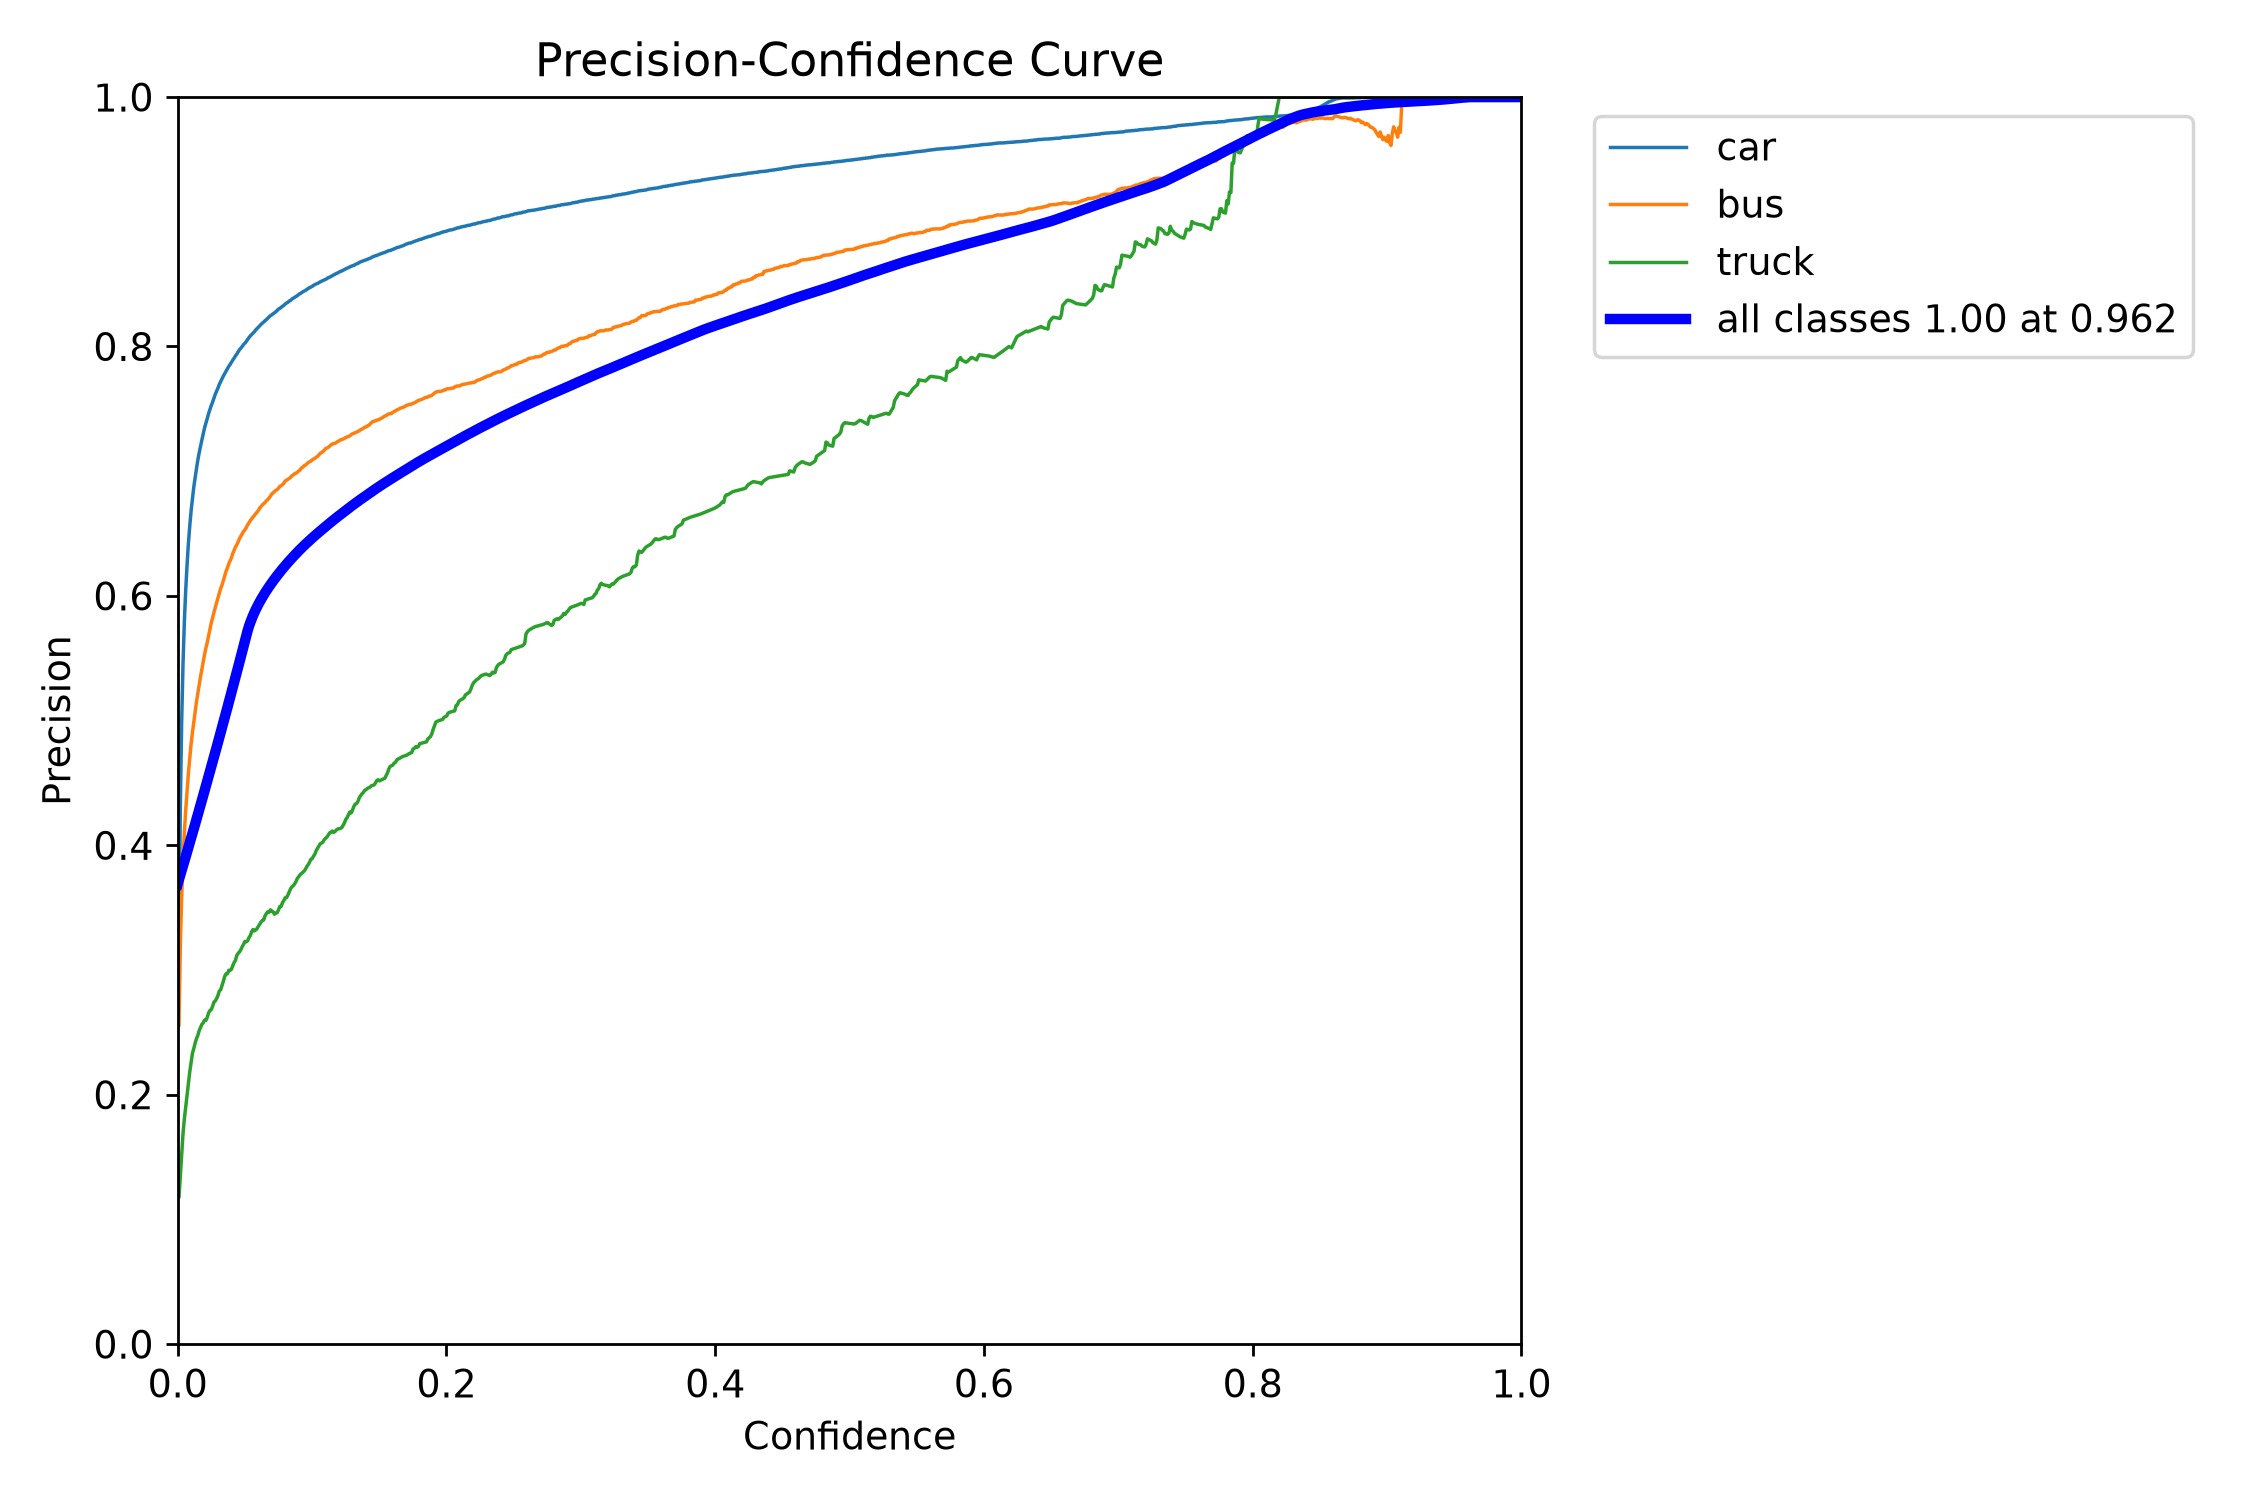 Precision-Confidence Curve
1.0
0.8
0.6
0.4
0.2
0.0
Precision
0.0 0.2 0.4 0.6 0.8 1.0
Confidence
car
bus
truck
all classes 1.00 at 0.962